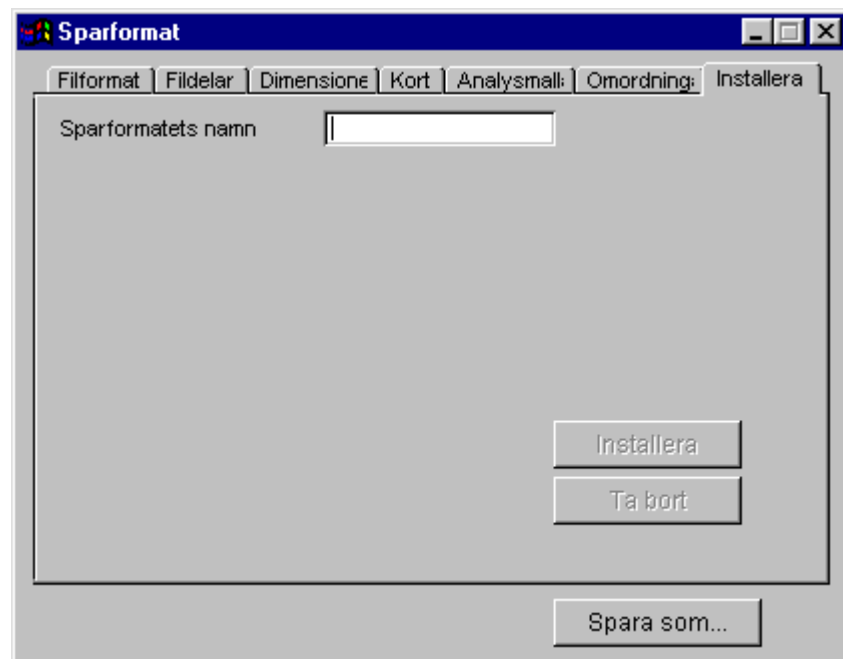 Sparformat
Filformat Fildelar Dimensione Kort Analysmall: Omordning: Installera
Sparformatets namn
Installera
Ta bort
Spara som...